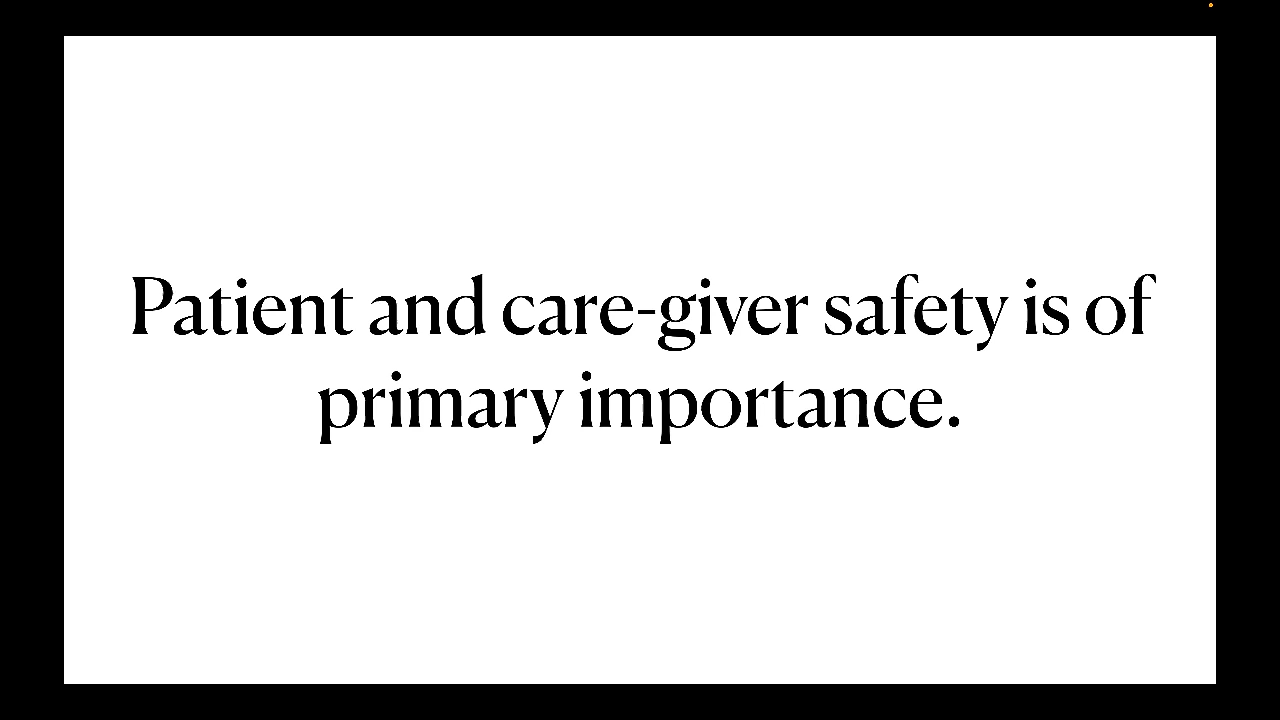 Patient and care-giver safety is of
primary importance.